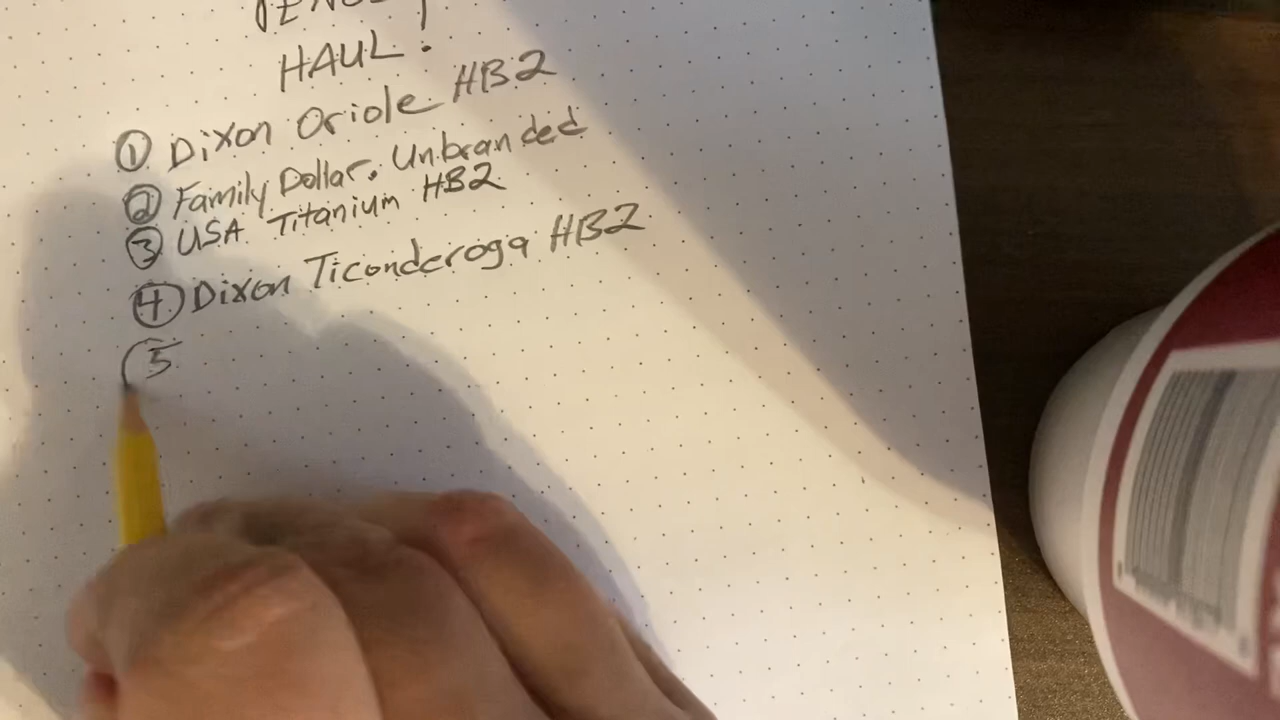 HAUL!
① Dixon Oriole HB2
② Family Dollar. Unbranded
③ USA Titanium HB2
④ Dixon Ticonderoga HB2
5